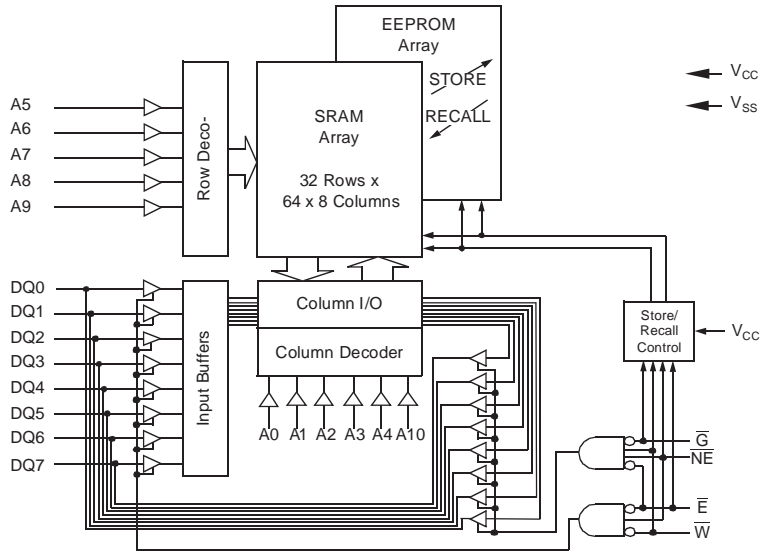 EEPROM
Array
STORE
RECALL
SRAM
Array
32 Rows x
64 x 8 Columns
Row Deco-
A5
A6
A7
A8
A9
VCC
VSS
DQ0
DQ1
DQ2
DQ3
DQ4
DQ5
DQ6
DQ7
Input Buffers
Column I/O
Column Decoder
A0 A1 A2 A3 A4 A10
Store/
Recall
Control
VCC
G
NE
E
W